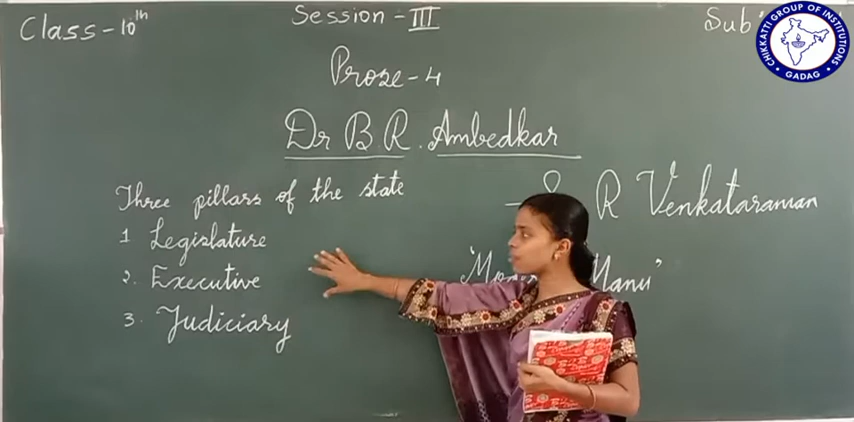 Class - 10th
Session - III
Sub
CHIKKATTI GROUP OF INSTITUTIONS
GADAG
Prose - 4
Dr B R. Ambedkar
- S R Venkataraman
Three pillars of the state
1 Legislature
2. Executive
3. Judiciary
Manu'